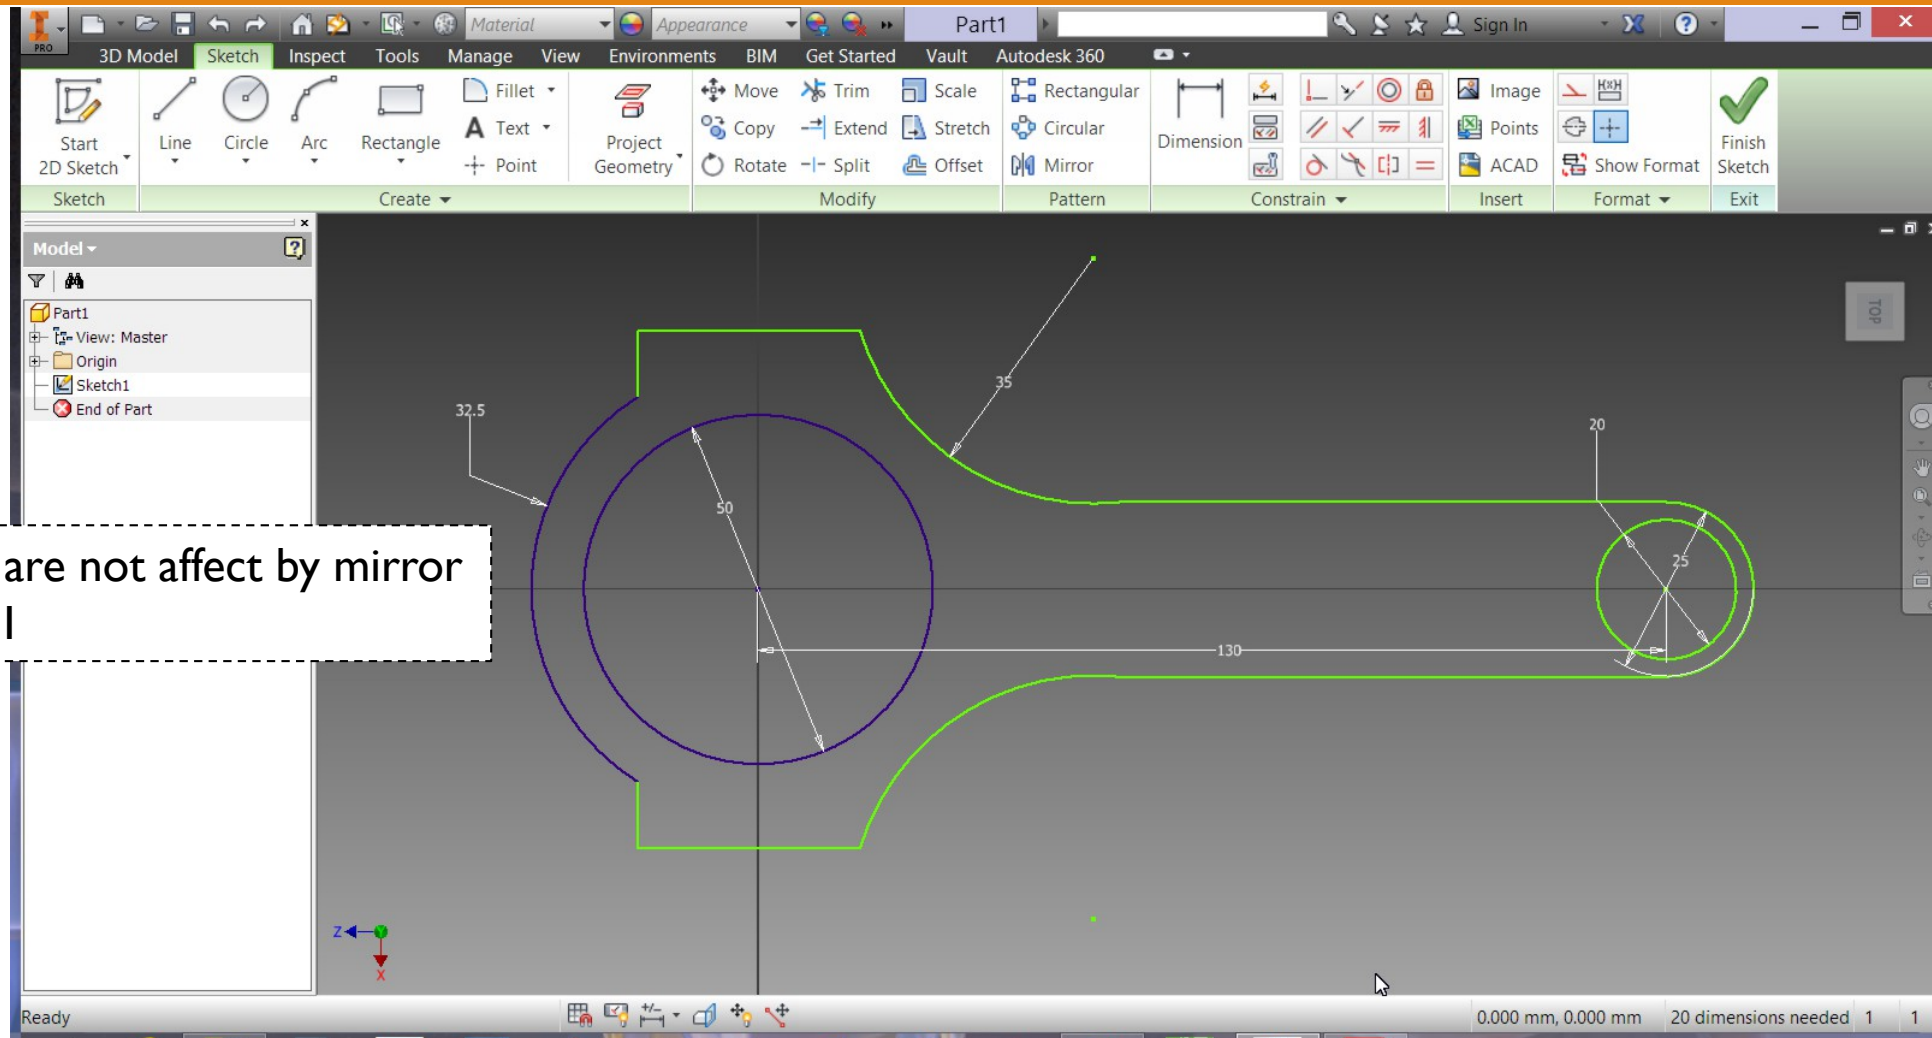 PRO
Material
Appearance
Part1
Sign In
3D Model Sketch Inspect Tools Manage View Environments BIM Get Started Vault Autodesk 360
Start
2D Sketch
Line
Circle
Arc
Rectangle
Fillet
A Text
Point
Project
Geometry
Move
Copy
Rotate
Trim
Extend
Split
Scale
Stretch
Offset
Rectangular
Circular
Mirror
Dimension
Image
Points
ACAD
Show Format
Finish
Sketch
Sketch
Create
Modify
Pattern
Constrain
Insert
Format
Exit
Model
Part1
View: Master
Origin
Sketch1
End of Part
TOP
35
32.5
20
50
25
130
are not affect by mirror
l
Z
Y
X
Ready
0.000 mm, 0.000 mm
20 dimensions needed
1
1